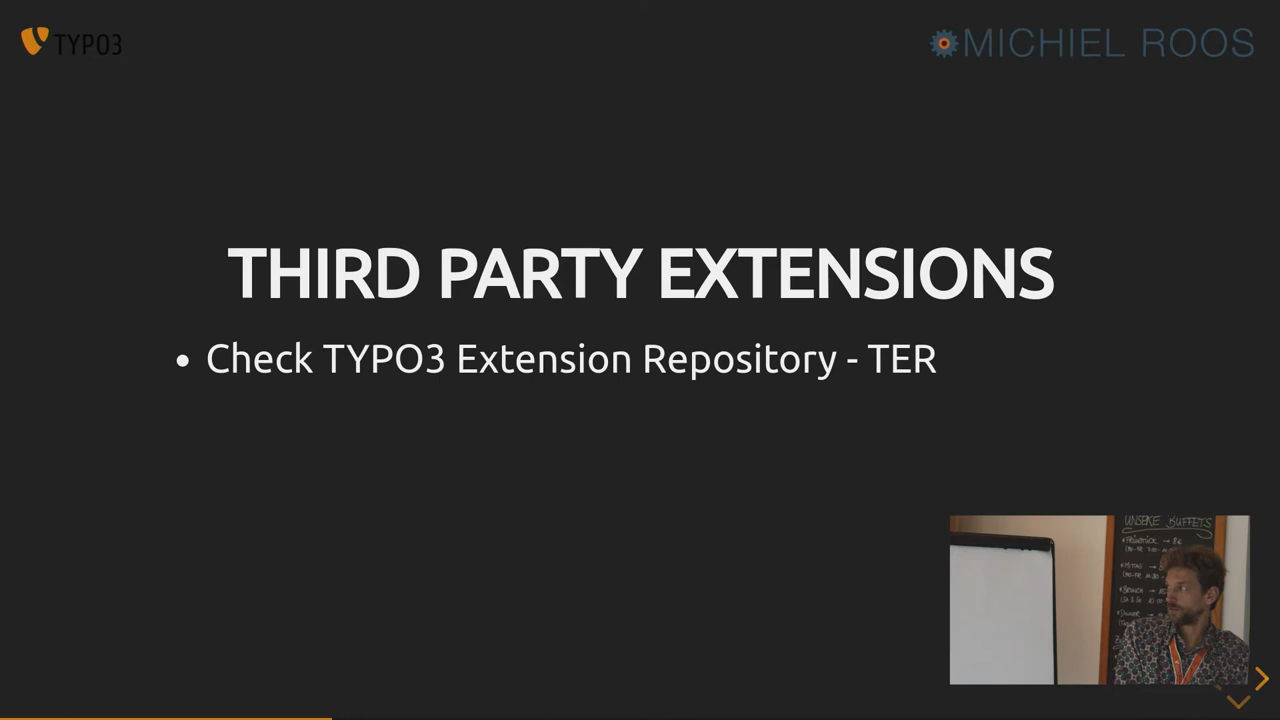 TYPO3
MICHIEL ROOS
THIRD PARTY EXTENSIONS
• Check TYPO3 Extension Repository - TER
UNSERE BUFFETS